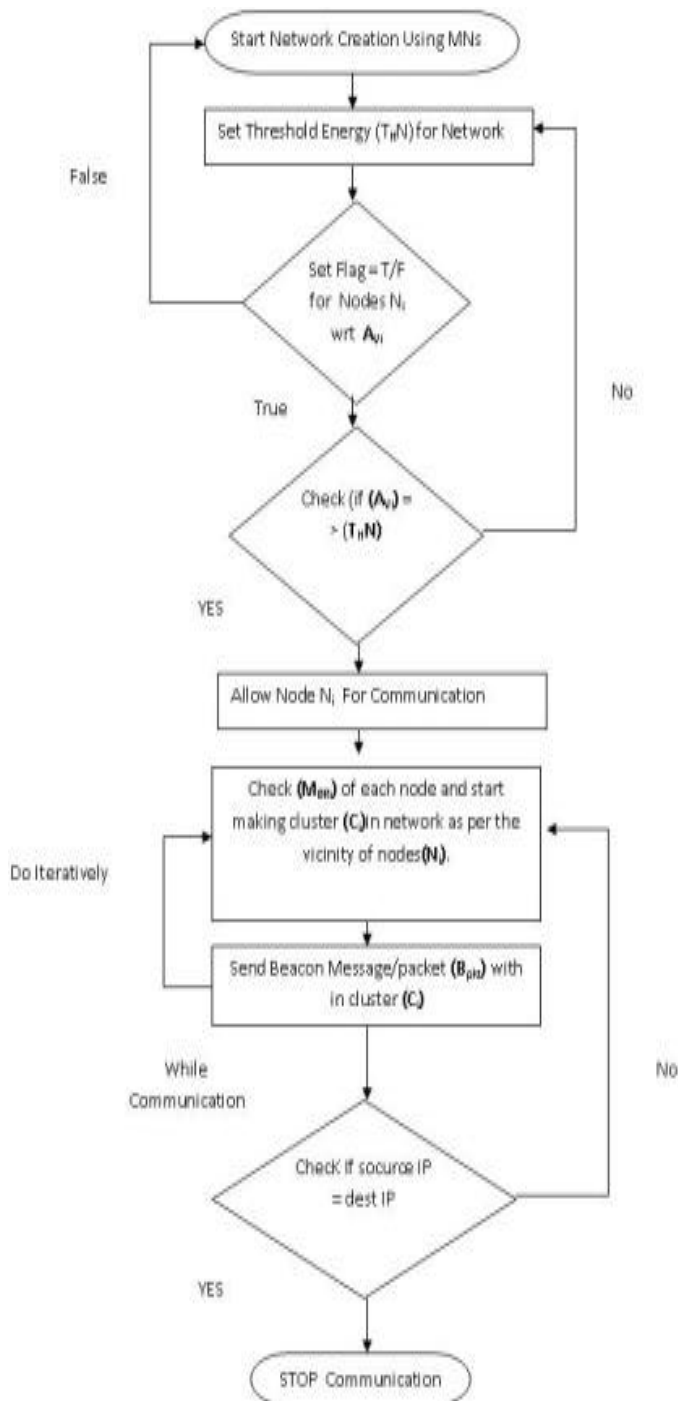 Start Network Creation Using MNs
Set Threshold Energy (THN) for Network
False
Set Flag = T/F
for Nodes Ni
wrt Avi
No
True
Check (if (Avi) =
> (THN)
YES
Allow Node Ni For Communication
Check of each node and start
making cluster (Ci)in network as per the
vicinity of nodes(Ni).
Do Iteratively
Send Beacon Message/packet with
in cluster (Ci)
While
Communication
No
Check if socurce IP
= dest IP
YES
STOP Communication